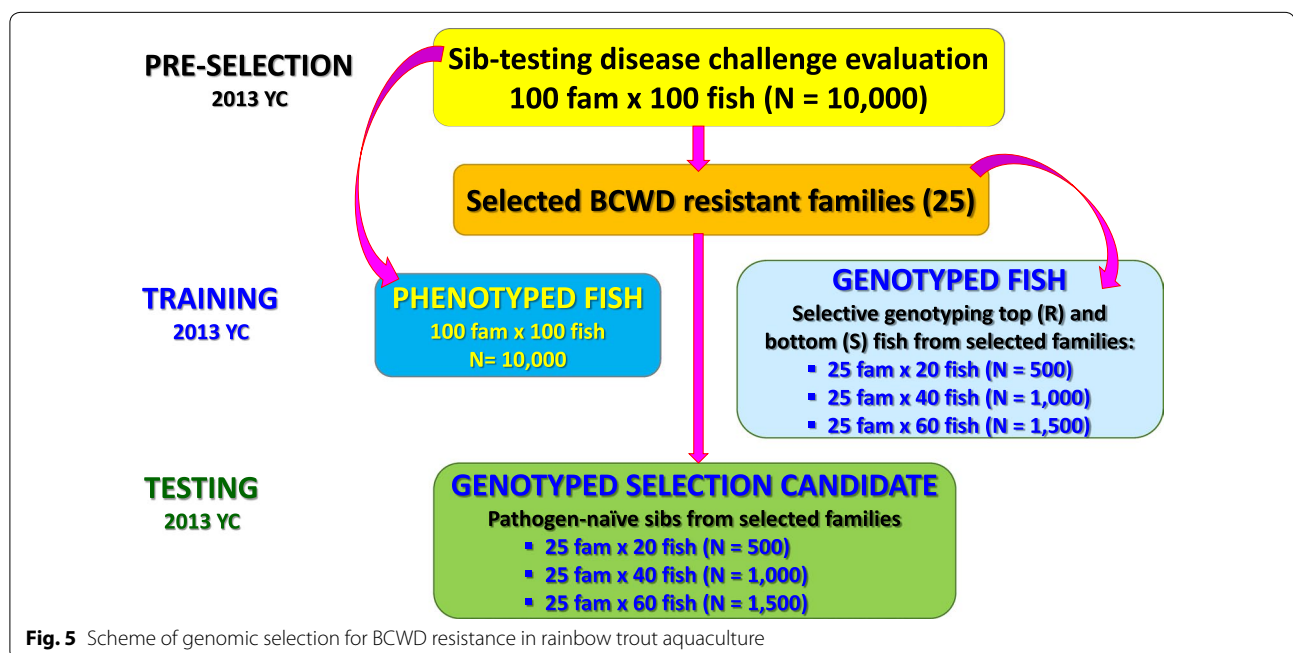 PRE-SELECTION
2013 YC
Sib-testing disease challenge evaluation
100 fam x 100 fish (N = 10,000)
Selected BCWD resistant families (25)
TRAINING
2013 YC
PHENOTYPED FISH
100 fam x 100 fish
N= 10,000
GENOTYPED FISH
Selective genotyping top (R) and
bottom (S) fish from selected families:
▪ 25 fam x 20 fish (N = 500)
▪ 25 fam x 40 fish (N = 1,000)
▪ 25 fam x 60 fish (N = 1,500)
TESTING
2013 YC
GENOTYPED SELECTION CANDIDATE
Pathogen-naïve sibs from selected families
▪ 25 fam x 20 fish (N = 500)
▪ 25 fam x 40 fish (N = 1,000)
▪ 25 fam x 60 fish (N = 1,500)
Fig. 5 Scheme of genomic selection for BCWD resistance in rainbow trout aquaculture